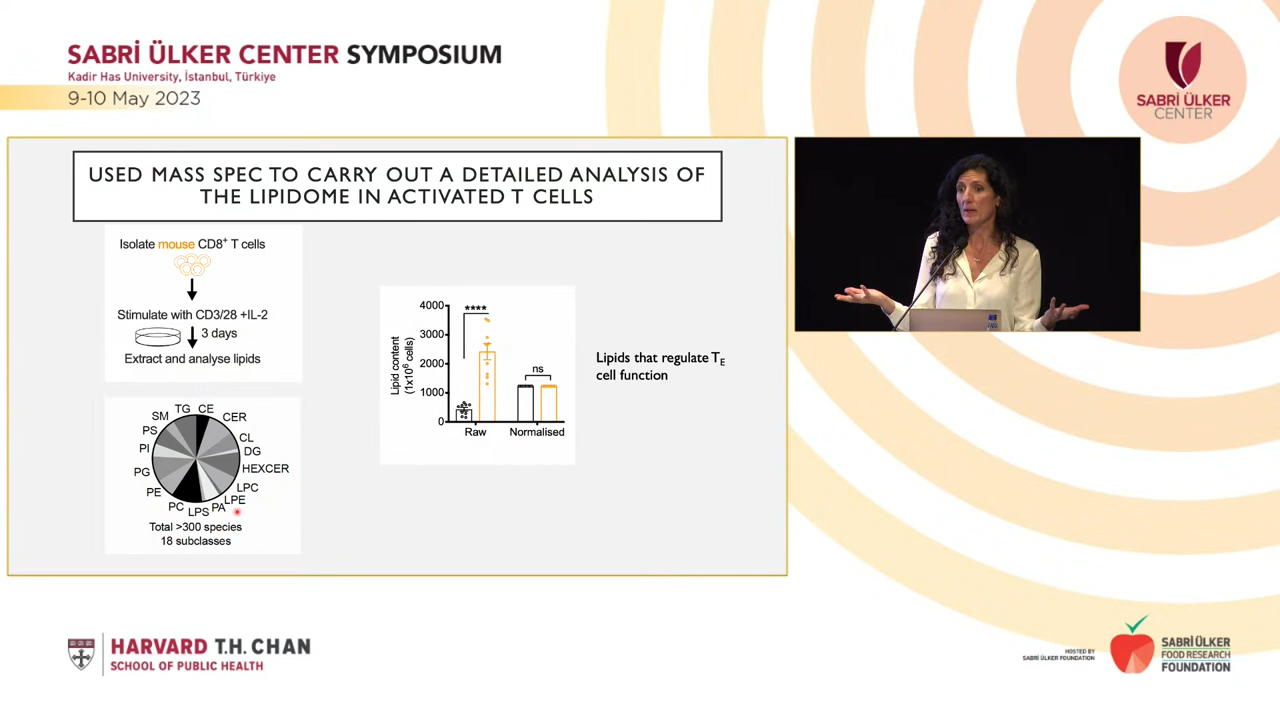 SABRİ ÜLKER CENTER SYMPOSIUM
Kadir Has University, İstanbul, Türkiye
9-10 May 2023
SABRİ ÜLKER
CENTER
USED MASS SPEC TO CARRY OUT A DETAILED ANALYSIS OF
THE LIPIDOME IN ACTIVATED T CELLS
Isolate mouse CD8⁺ T cells
Stimulate with CD3/28 +IL-2
3 days
Extract and analyse lipids
TG CE
SM CER
PS CL
PI DG
PG HEXCER
PE LPC
PC LPS PA LPE
Total >300 species
18 subclasses
Lipid content
(1x10⁶ cells)
4000
3000
2000
1000
0
****
ns
Raw Normalised
Lipids that regulate T_E
cell function
HARVARD T.H. CHAN
SCHOOL OF PUBLIC HEALTH
HOSTED BY
SABRİ ÜLKER FOUNDATION
SABRİ ÜLKER
FOOD RESEARCH
FOUNDATION